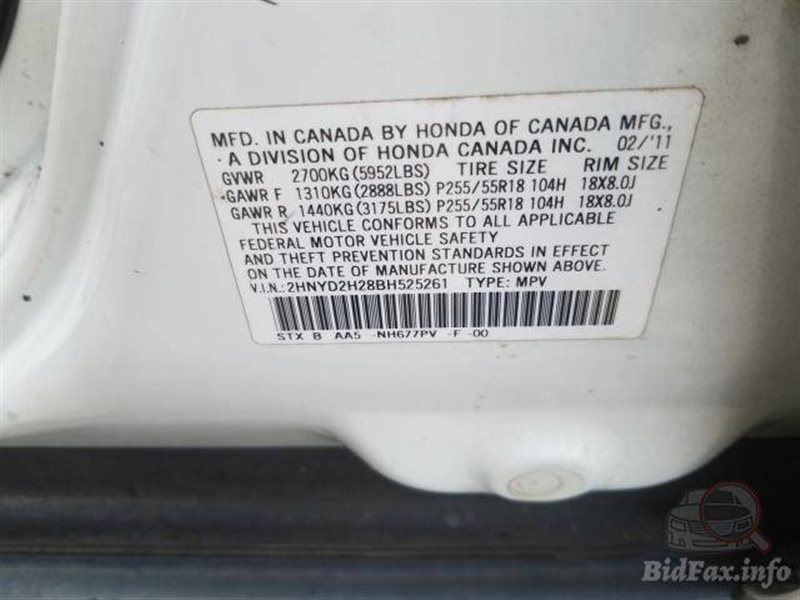 MFD. IN CANADA BY HONDA OF CANADA MFG.,
A DIVISION OF HONDA CANADA INC. 02/'11
GVWR 2700KG(5952LBS) TIRE SIZE RIM SIZE
GAWR F 1310KG(2888LBS) P255/55R18 104H 18X8.0J
GAWR R 1440KG(3175LBS) P255/55R18 104H 18X8.0J
THIS VEHICLE CONFORMS TO ALL APPLICABLE
FEDERAL MOTOR VEHICLE SAFETY
AND THEFT PREVENTION STANDARDS IN EFFECT
ON THE DATE OF MANUFACTURE SHOWN ABOVE.
V.I.N.:2HNYD2H28BH525261 TYPE: MPV
STX B AA5 -NH677PV -F -00
BidFax.info